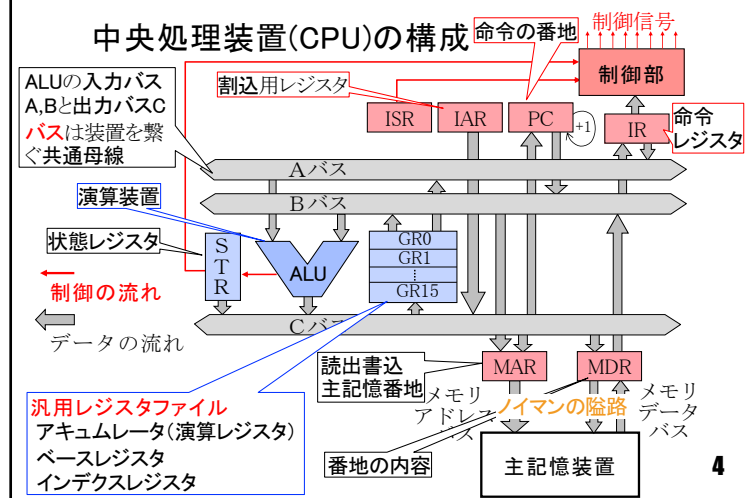 中央処理装置(CPU)の構成
命令の番地
制御信号
制御部
ALUの入力バス
A,Bと出力バスC
バスは装置を繋
ぐ共通母線
割込用レジスタ
ISR
IAR
PC
+1
IR
命令
レジスタ
Aバス
Bバス
演算装置
状態レジスタ
S
T
R
ALU
GR0
GR1
GR15
制御の流れ
データの流れ
Cバス
読出書込
主記憶番地
MAR
MDR
汎用レジスタファイル
アキュムレータ(演算レジスタ)
ベースレジスタ
インデクスレジスタ
メモリ
アドレス
バス
ノイマンの隘路
メモリ
データ
バス
番地の内容
主記憶装置
4